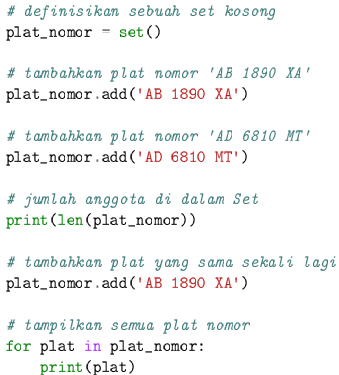 # definisikan sebuah set kosong
plat_nomor = set()
# tambahkan plat nomor 'AB 1890 XA'
plat_nomor.add('AB 1890 XA')
# tambahkan plat nomor 'AD 6810 MT'
plat_nomor.add('AD 6810 MT')
# jumlah anggota di dalam Set
print(len(plat_nomor))
# tambahkan plat yang sama sekali lagi
plat_nomor.add('AB 1890 XA')
# tampilkan semua plat nomor
for plat in plat_nomor:
    print(plat)